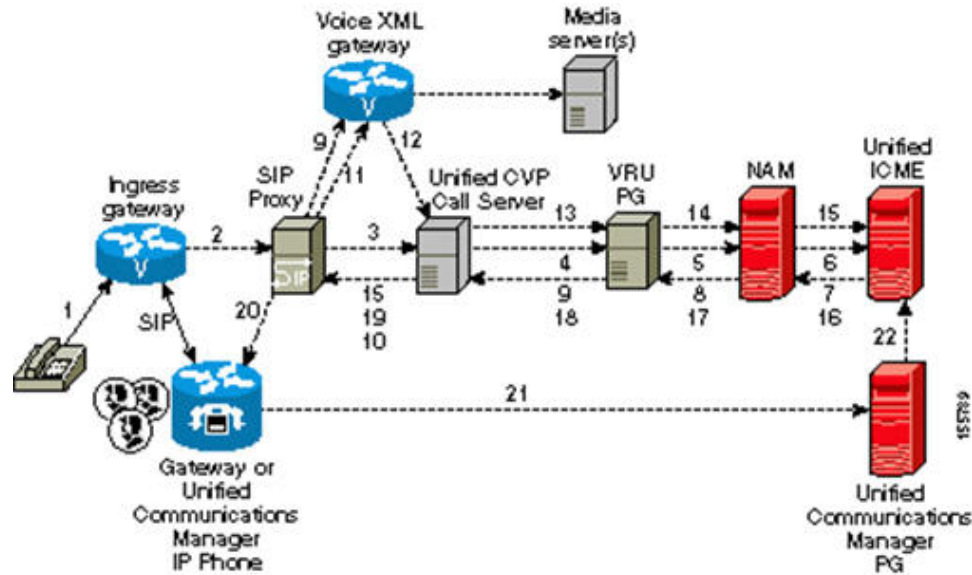 Voice XML
gateway
Media
server(s)
9
11
12
SIP
Proxy
Unified CVP
Call Server
VRU
PG
NAM
Unified
ICME
Ingress
gateway
V
V
2
3
13
14
15
SIP
4
5
6
1
SIP
20
15
19
10
9
18
8
17
7
16
22
21
155789
Gateway or
Unified
Communications
Manager
IP Phone
Unified
Communications
Manager
PG